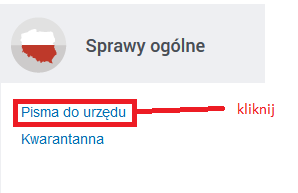 Sprawy ogólne
Pisma do urzędu kliknij
Kwarantanna